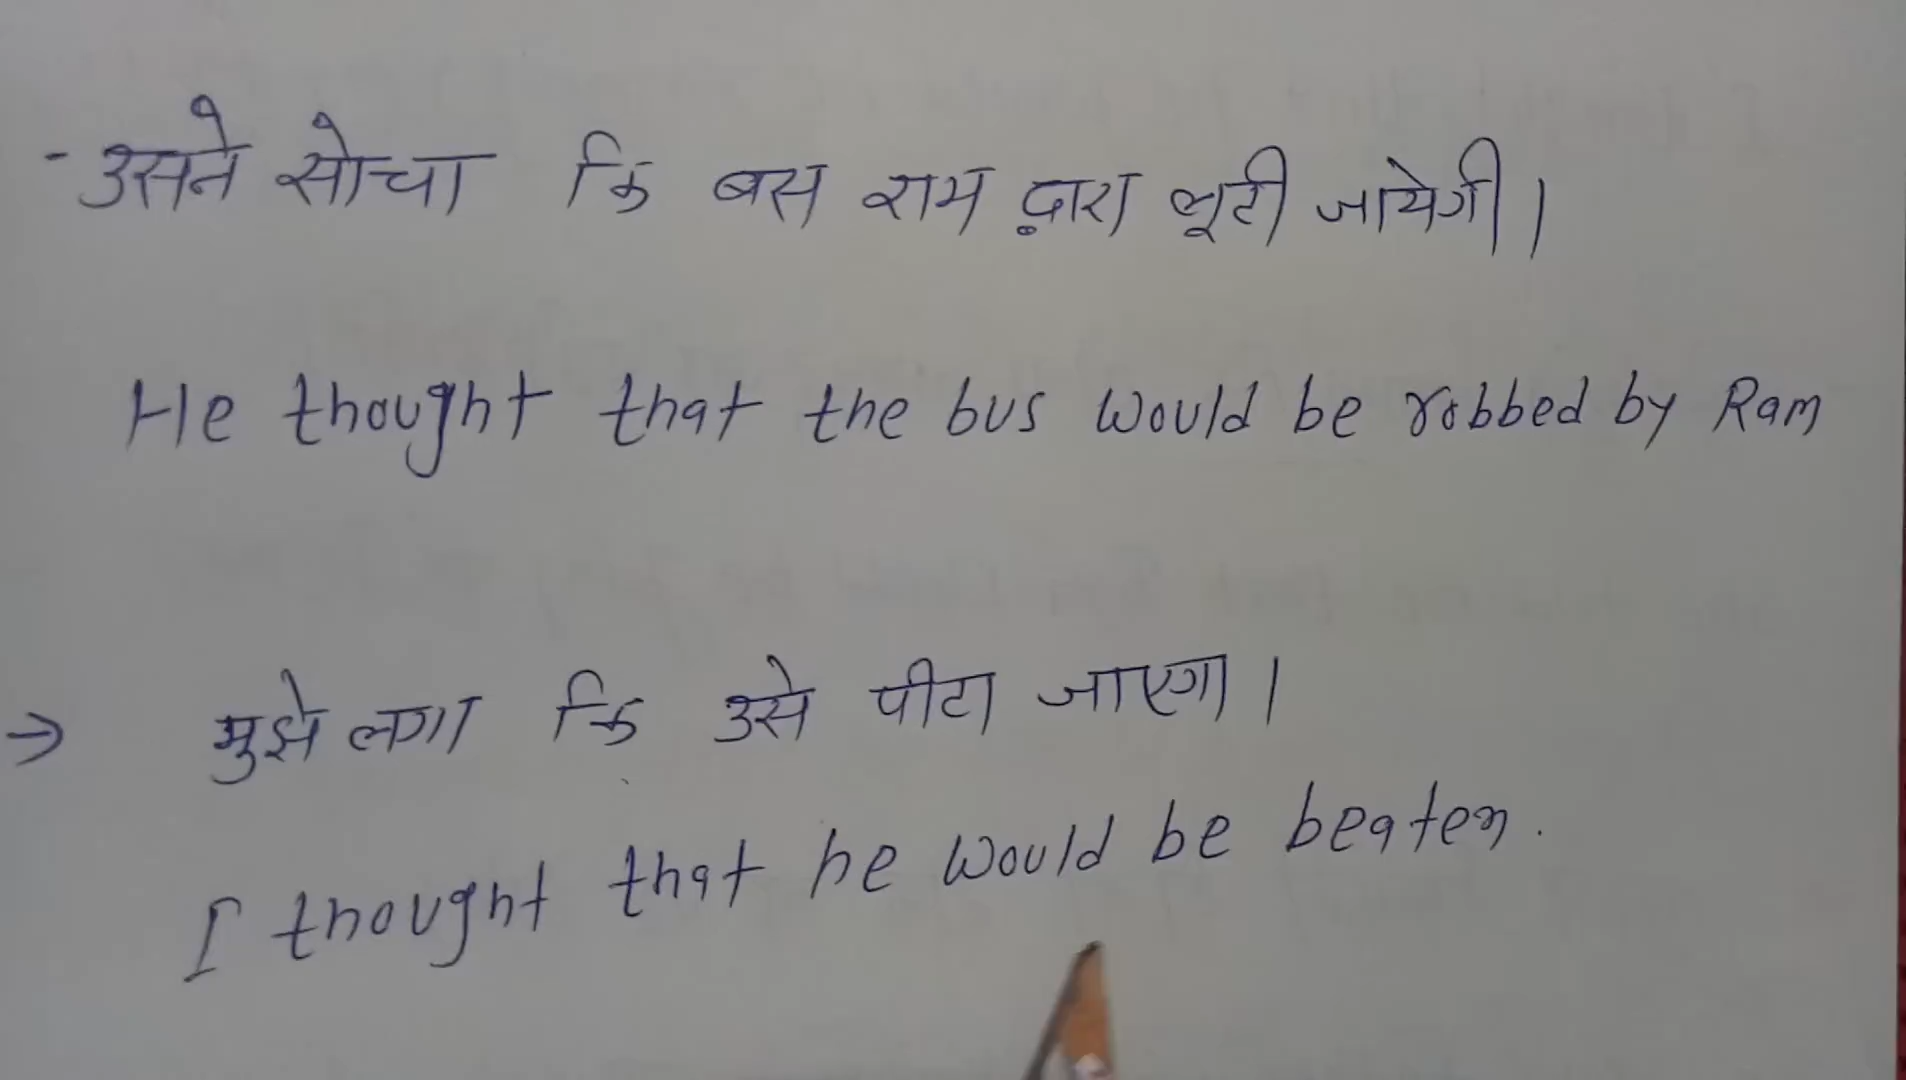 - उसने सोचा कि बस राम द्वारा लूटी जायेगी।
He thought that the bus would be robbed by Ram
→ मुझे लगा कि उसे पीटा जाएगा।
I thought that he would be beaten.